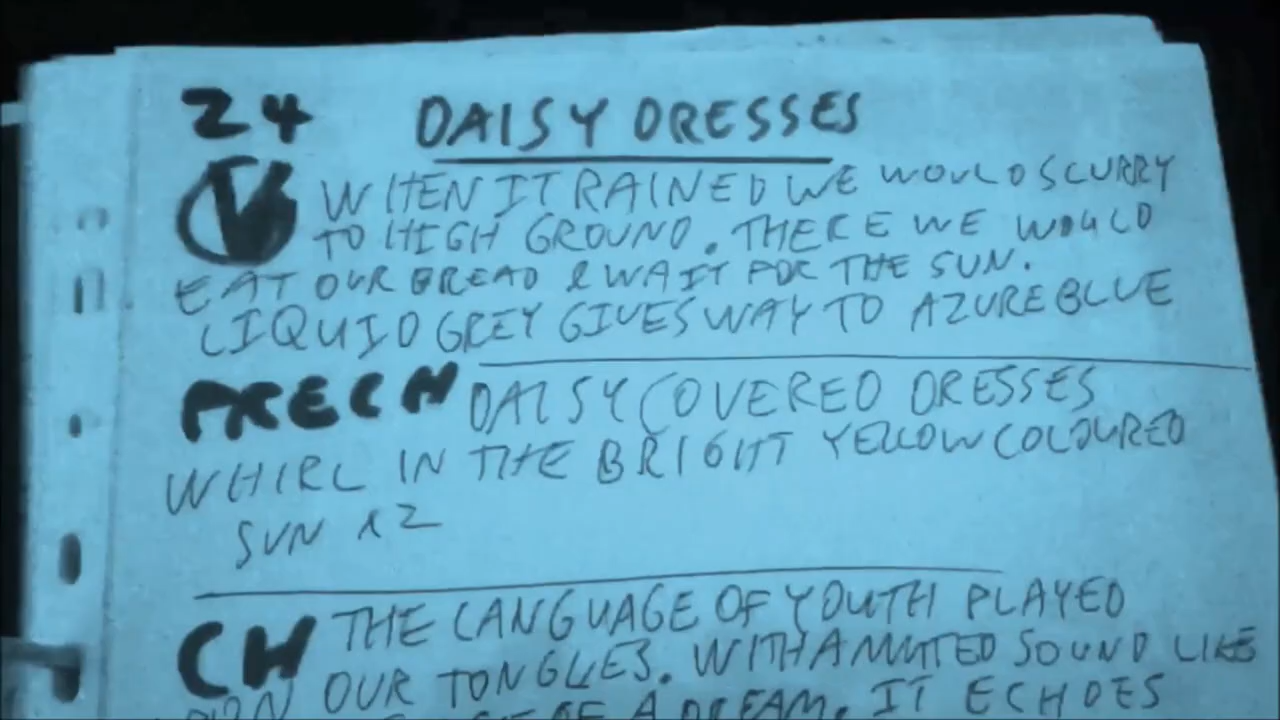 24 DAISY DRESSES
V WHEN IT RAINED WE WOULD SCURRY
TO HIGH GROUND. THERE WE WOULD
EAT OUR BREAD & WAIT FOR THE SUN.
LIQUID GREY GIVES WAY TO AZURE BLUE
PRECH DAISY COVERED DRESSES
WHIRL IN THE BRIGHT YELLOW COLOURED
SUN X2
CH THE LANGUAGE OF YOUTH PLAYED
UPON OUR TONGUES. WITH A MUTED SOUND LIKE
OF A DREAM. IT ECHOES